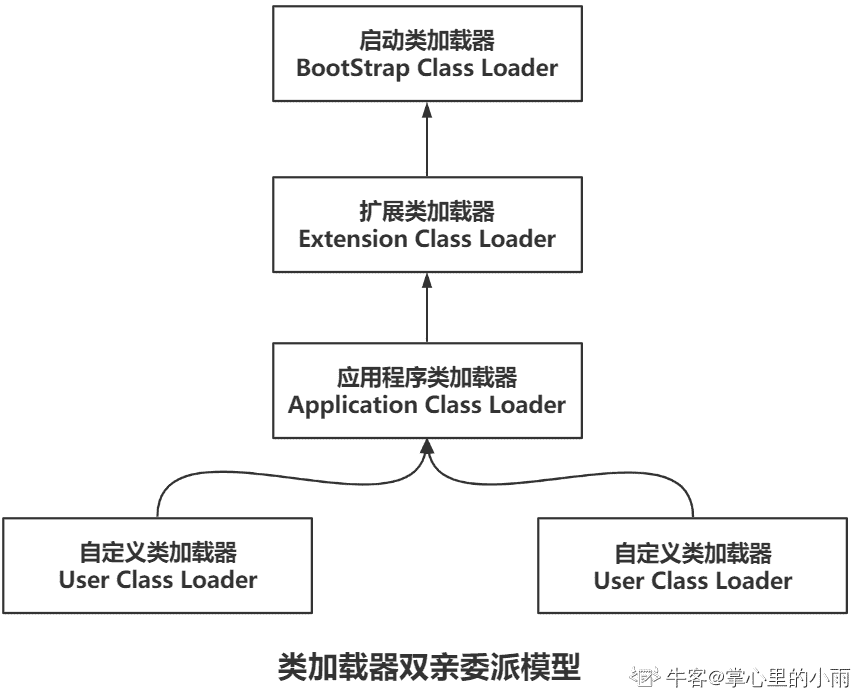 启动类加载器
BootStrap Class Loader
扩展类加载器
Extension Class Loader
应用程序类加载器
Application Class Loader
自定义类加载器
User Class Loader
自定义类加载器
User Class Loader
类加载器双亲委派模型
牛客@掌心里的小雨